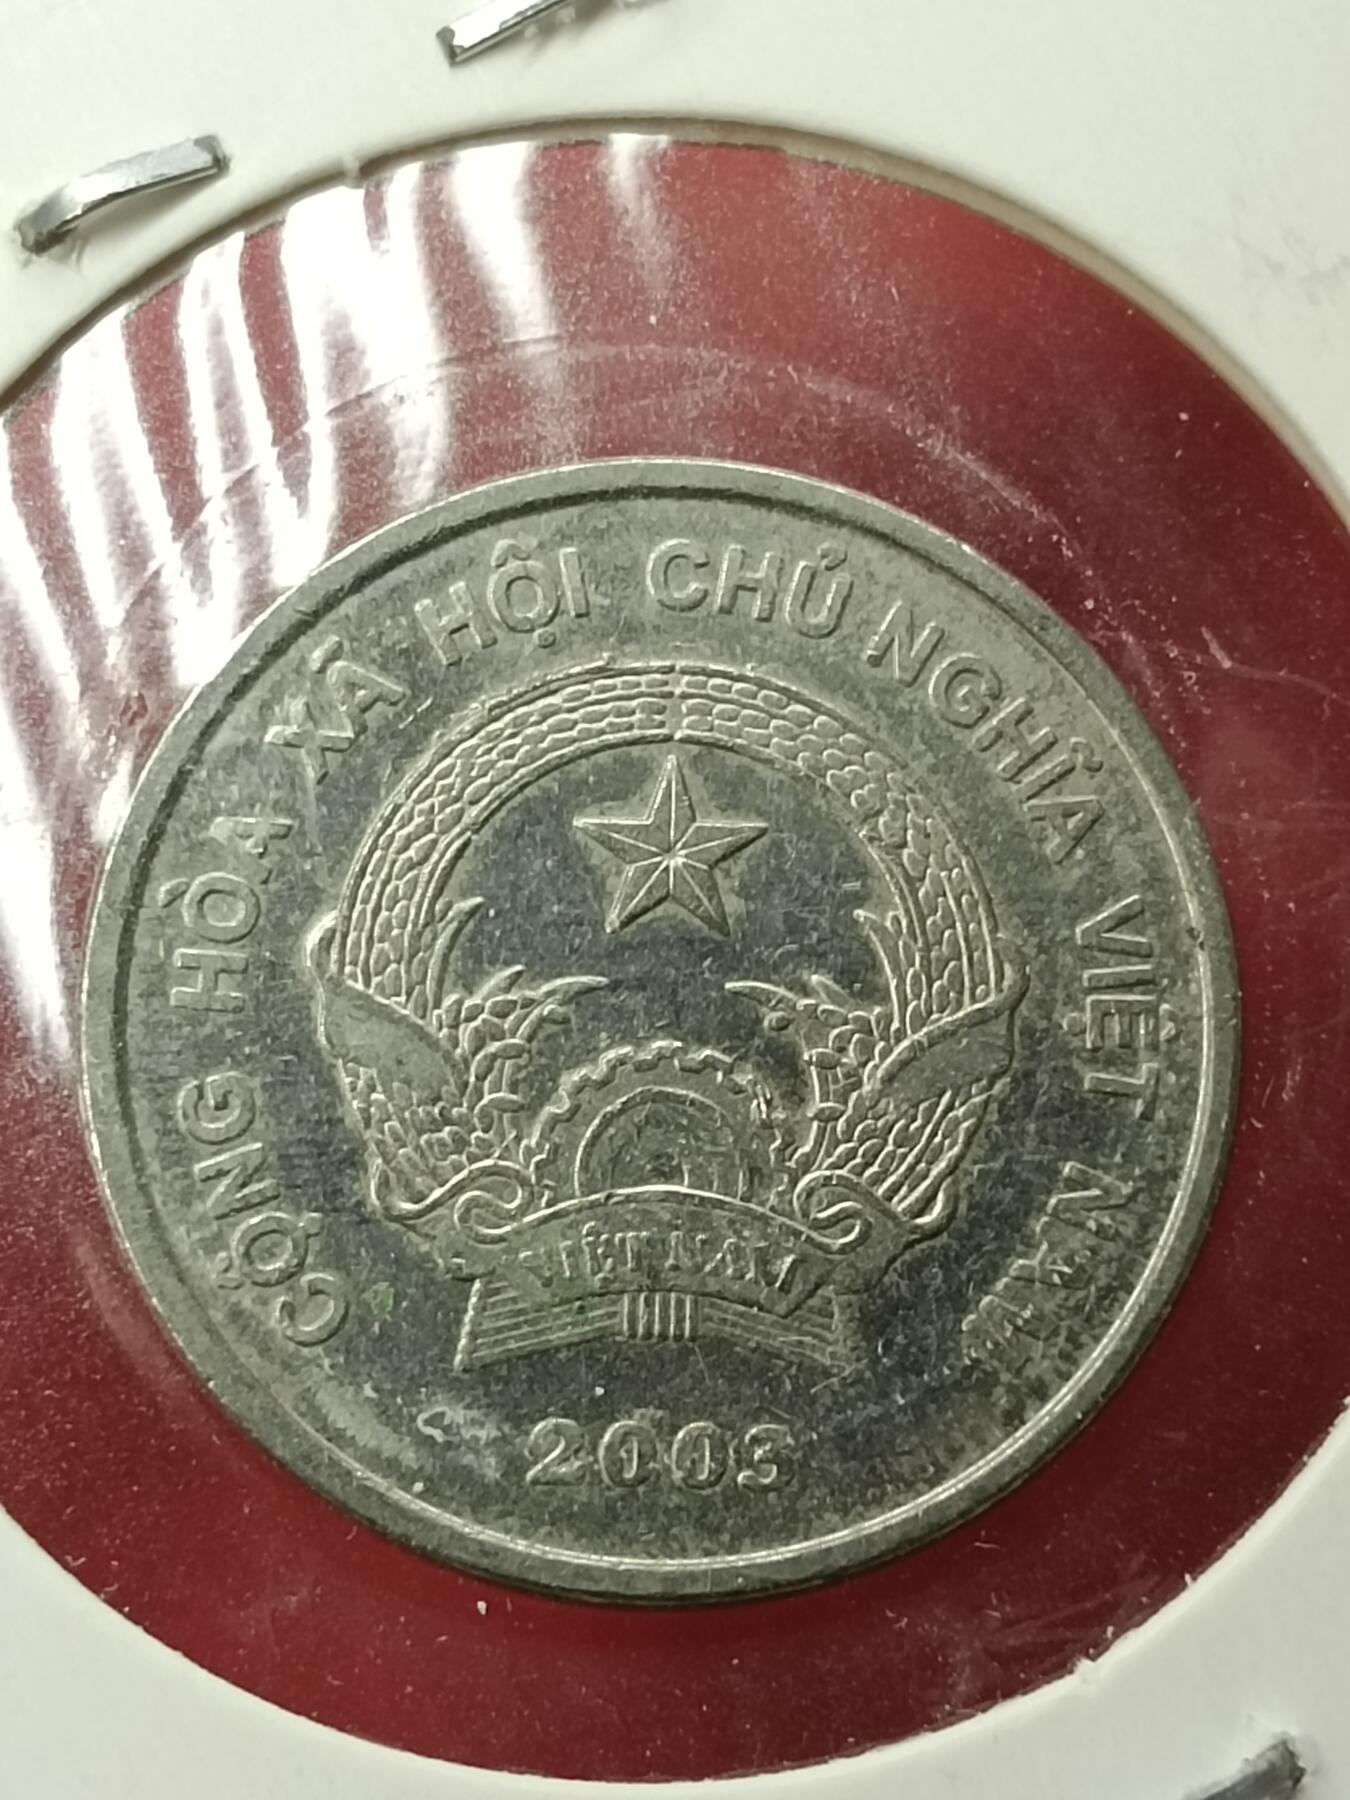 CỘNG HÒA XÃ HỘI CHỦ NGHĨA VIỆT NAM
VIỆT NAM
2003